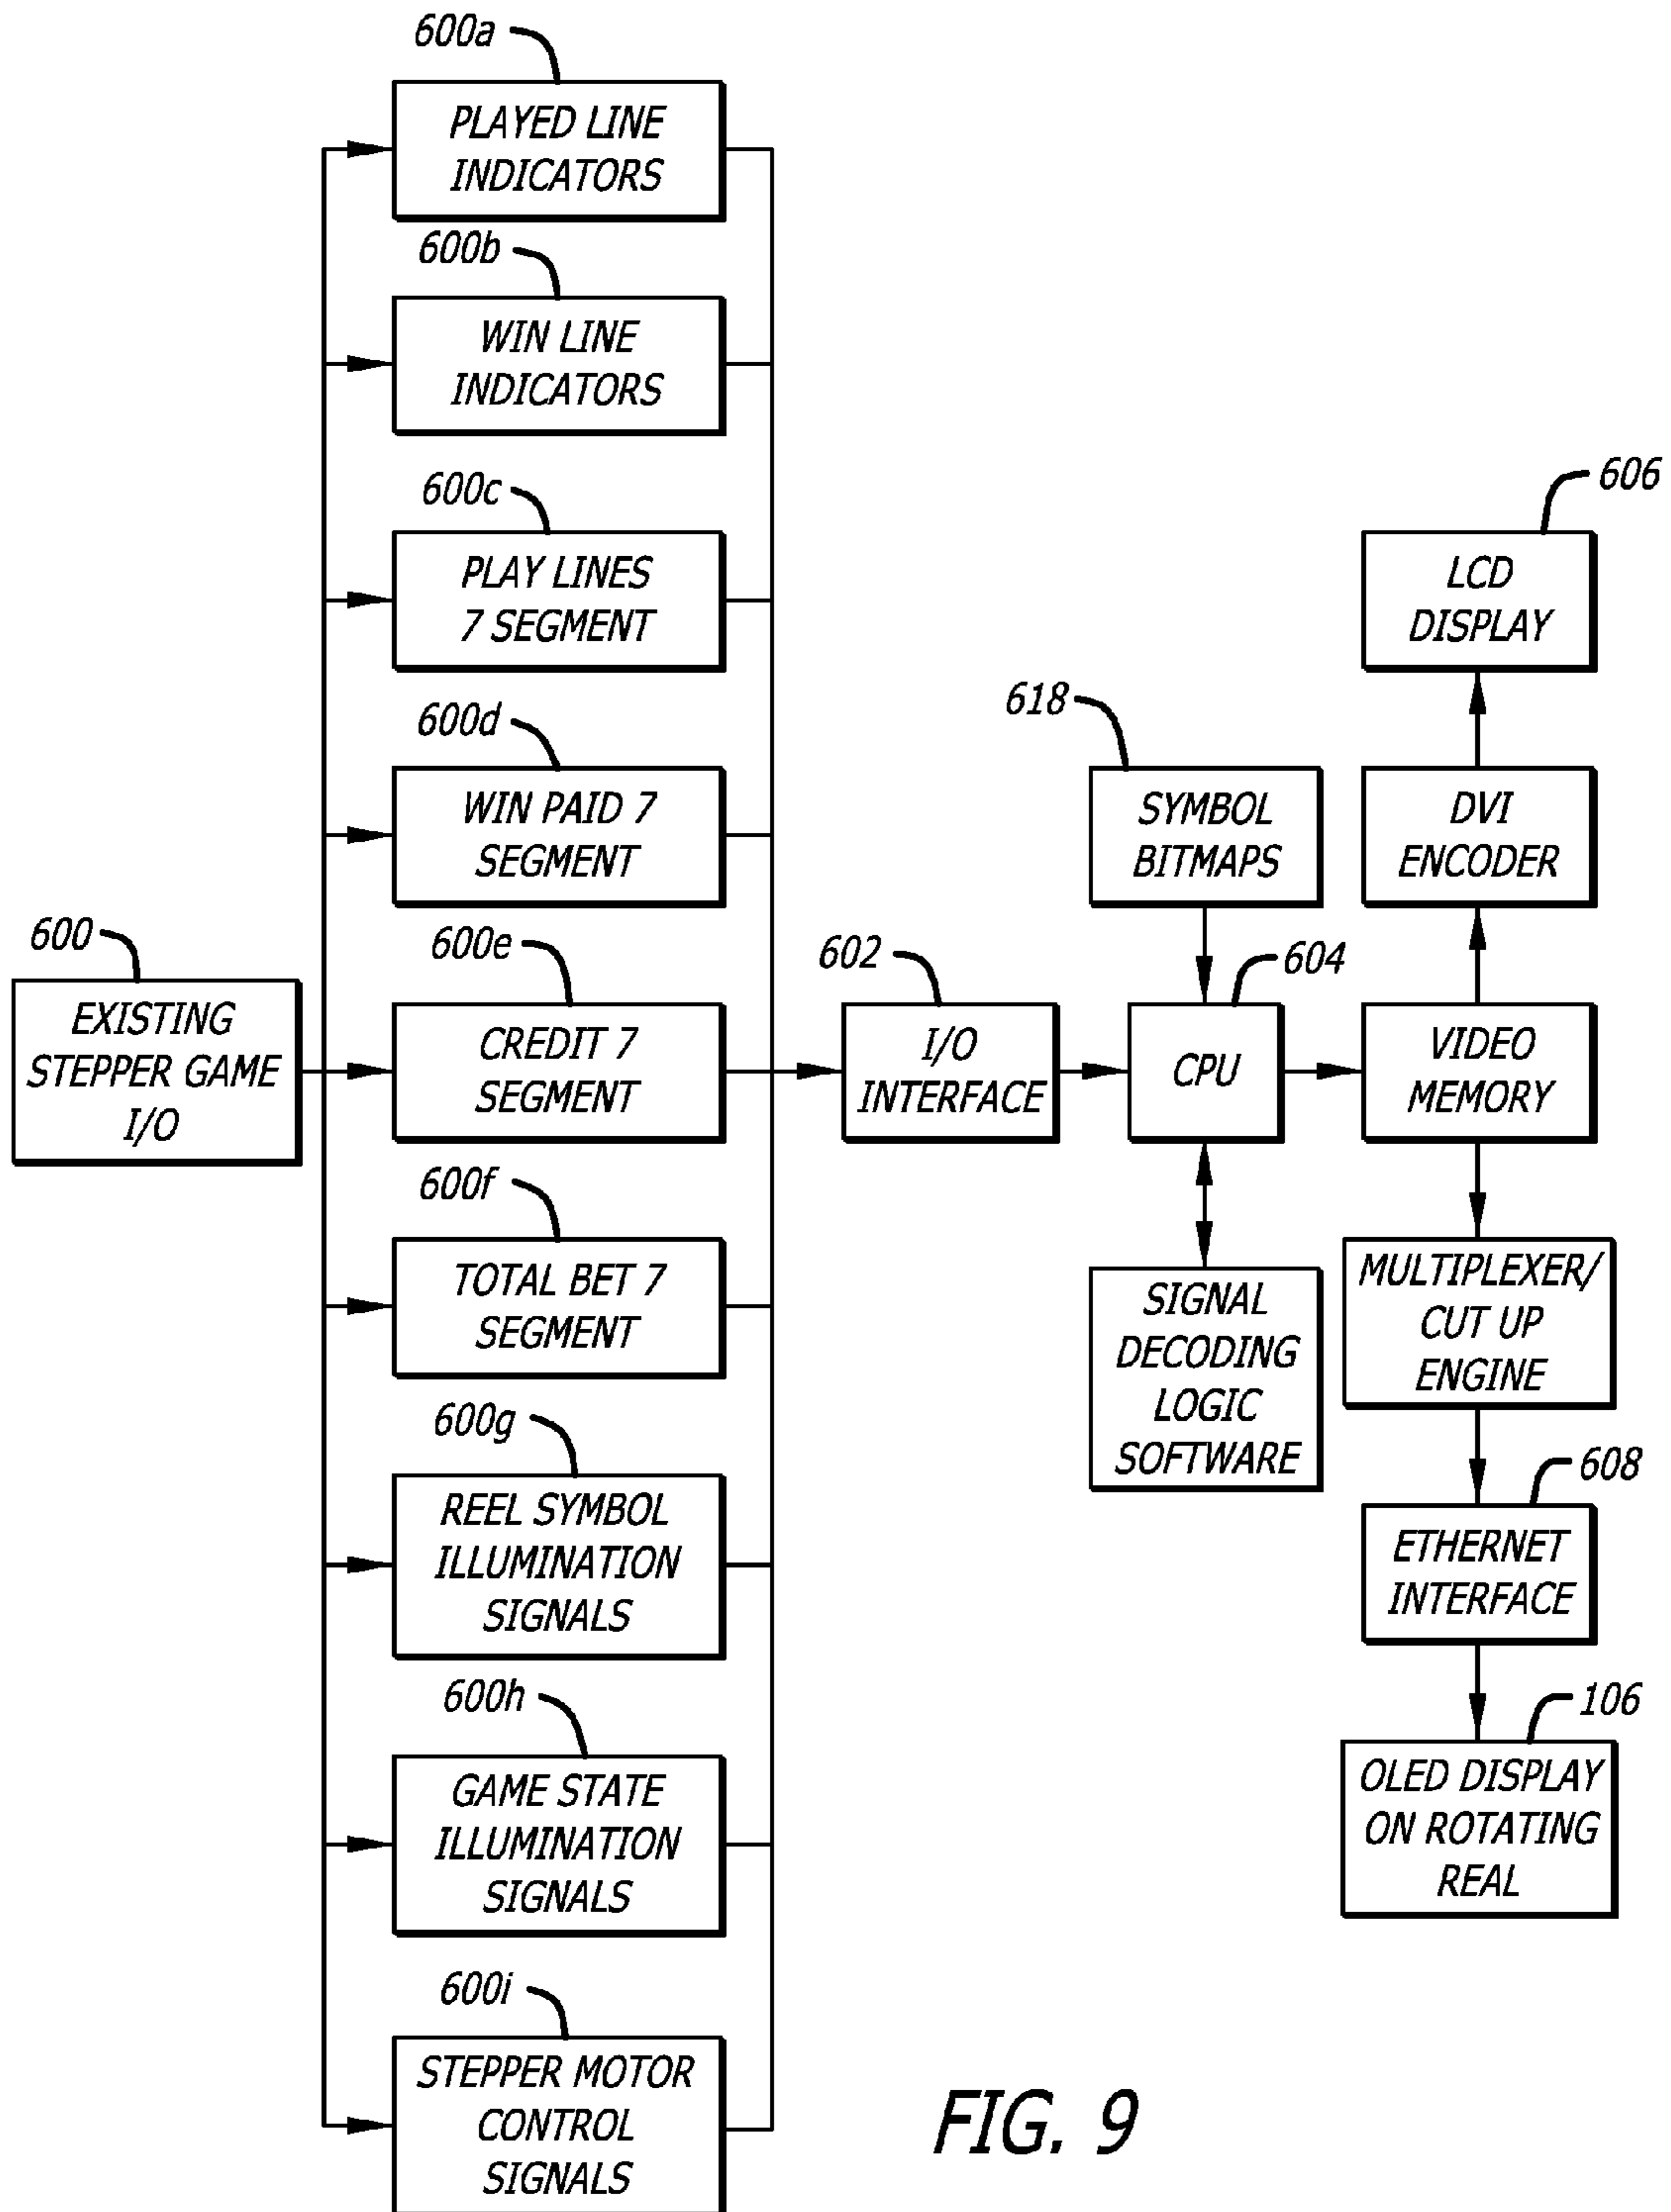 600a
PLAYED LINE
INDICATORS
600b
WIN LINE
INDICATORS
600c
PLAY LINES
7 SEGMENT
600d
WIN PAID 7
SEGMENT
600
EXISTING
STEPPER GAME
I/O
600e
CREDIT 7
SEGMENT
600f
TOTAL BET 7
SEGMENT
600g
REEL SYMBOL
ILLUMINATION
SIGNALS
600h
GAME STATE
ILLUMINATION
SIGNALS
600i
STEPPER MOTOR
CONTROL
SIGNALS
602
I/O
INTERFACE
618
SYMBOL
BITMAPS
604
CPU
SIGNAL
DECODING
LOGIC
SOFTWARE
606
LCD
DISPLAY
DVI
ENCODER
VIDEO
MEMORY
MULTIPLEXER/
CUT UP
ENGINE
608
ETHERNET
INTERFACE
106
OLED DISPLAY
ON ROTATING
REAL
FIG. 9